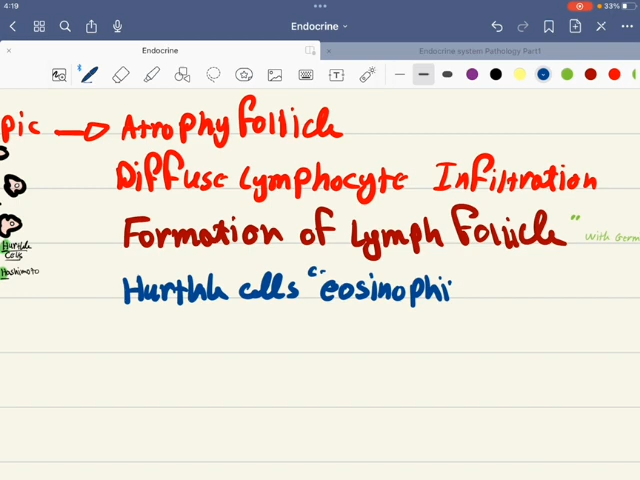 4:19
33%
Endocrine
Endocrine
Endocrine system Pathology Part1
pic → Atrophy follicle
Diffuse Lymphocyte Infiltration
Formation of Lymph Follicle "with Germ
Hurthle
Cells
Hashimoto
Hurthle cells "eosinophi